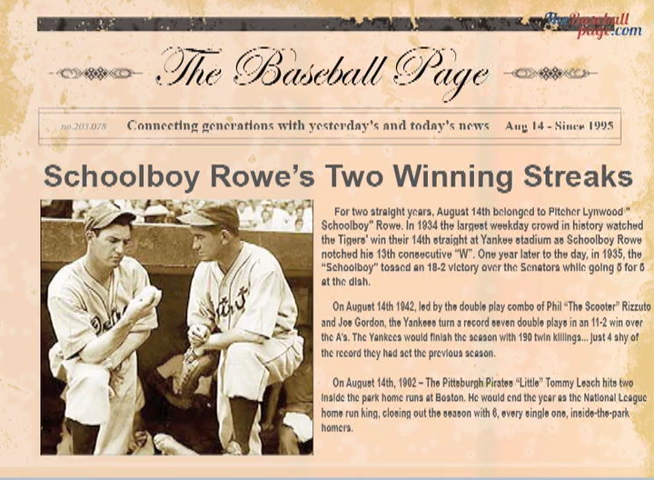 The Baseball Page.com
The Baseball Page
no.203.078 Connecting generations with yesterday's and today's news Aug 14 - Since 1995
Schoolboy Rowe's Two Winning Streaks
For two straight years, August 14th belonged to Pitcher Lynwood "
Schoolboy" Rowe. In 1934 the largest weekday crowd in history watched
the Tigers' win their 14th straight at Yankee stadium as Schoolboy Rowe
notched his 13th consecutive "W". One year later to the day, in 1935, the
"Schoolboy" tossed an 18-2 victory over the Senators while going 5 for 5
at the dish.
On August 14th 1942, led by the double play combo of Phil "The Scooter" Rizzuto
and Joe Gordon, the Yankees turn a record seven double plays in an 11-2 win over
the A's. The Yankees would finish the season with 190 twin killings... just 4 shy of
the record they had set the previous season.
On August 14th, 1902 – The Pittsburgh Pirates "Little" Tommy Leach hits two
inside the park home runs at Boston. He would end the year as the National League
home run king, closing out the season with 6, every single one, inside-the-park
homers.